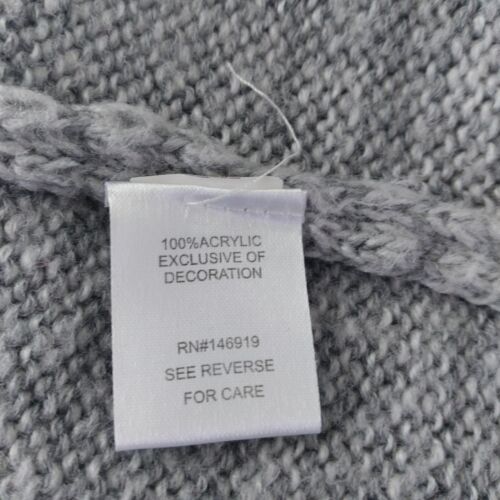 100%ACRYLIC
EXCLUSIVE OF
DECORATION
RN#146919
SEE REVERSE
FOR CARE